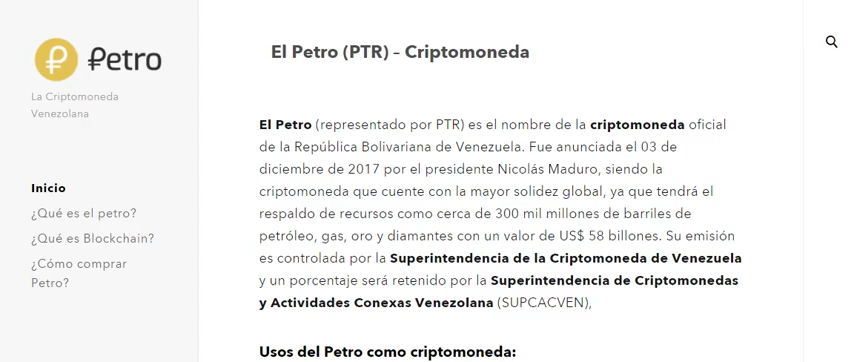 Petro
La Criptomoneda
Venezolana
Inicio
¿Qué es el petro?
¿Qué es Blockchain?
¿Cómo comprar
Petro?
El Petro (PTR) – Criptomoneda
El Petro (representado por PTR) es el nombre de la criptomoneda oficial
de la República Bolivariana de Venezuela. Fue anunciada el 03 de
diciembre de 2017 por el presidente Nicolás Maduro, siendo la
criptomoneda que cuente con la mayor solidez global, ya que tendrá el
respaldo de recursos como cerca de 300 mil millones de barriles de
petróleo, gas, oro y diamantes con un valor de US$ 58 billones. Su emisión
es controlada por la Superintendencia de la Criptomoneda de Venezuela
y un porcentaje será retenido por la Superintendencia de Criptomonedas
y Actividades Conexas Venezolana (SUPCACVEN),
Usos del Petro como criptomoneda: